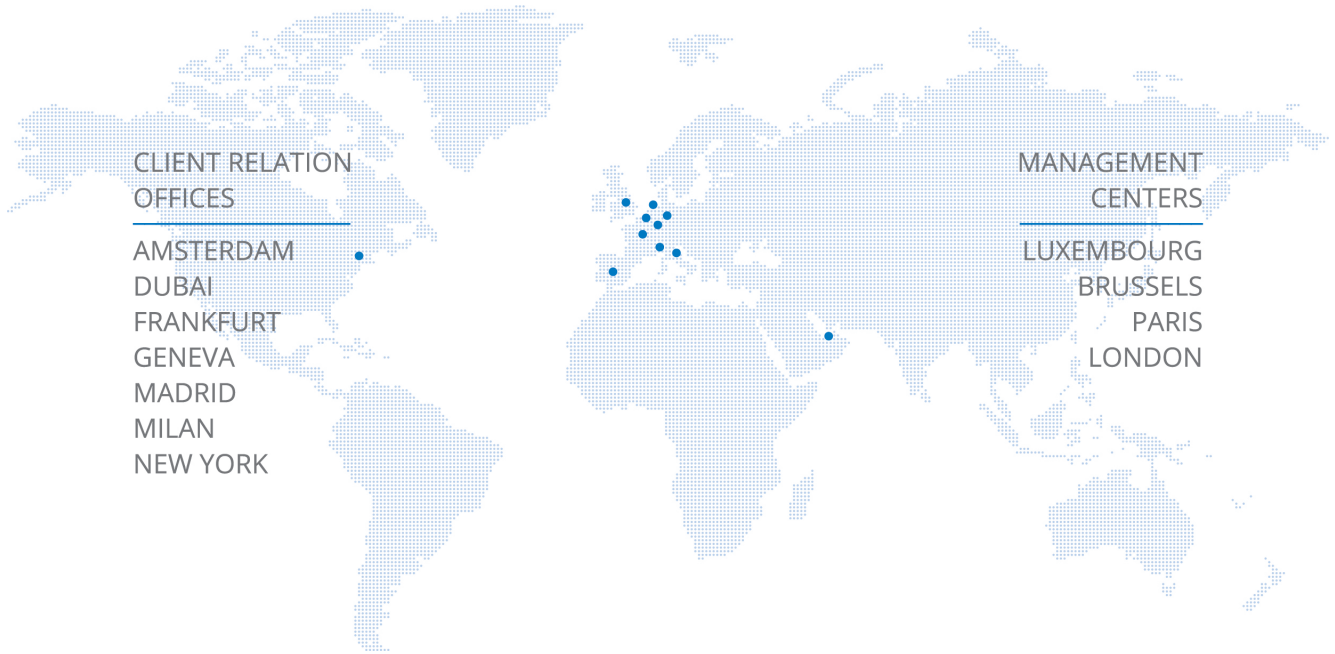 CLIENT RELATION
OFFICES
AMSTERDAM
DUBAI
FRANKFURT
GENEVA
MADRID
MILAN
NEW YORK
MANAGEMENT
CENTERS
LUXEMBOURG
BRUSSELS
PARIS
LONDON